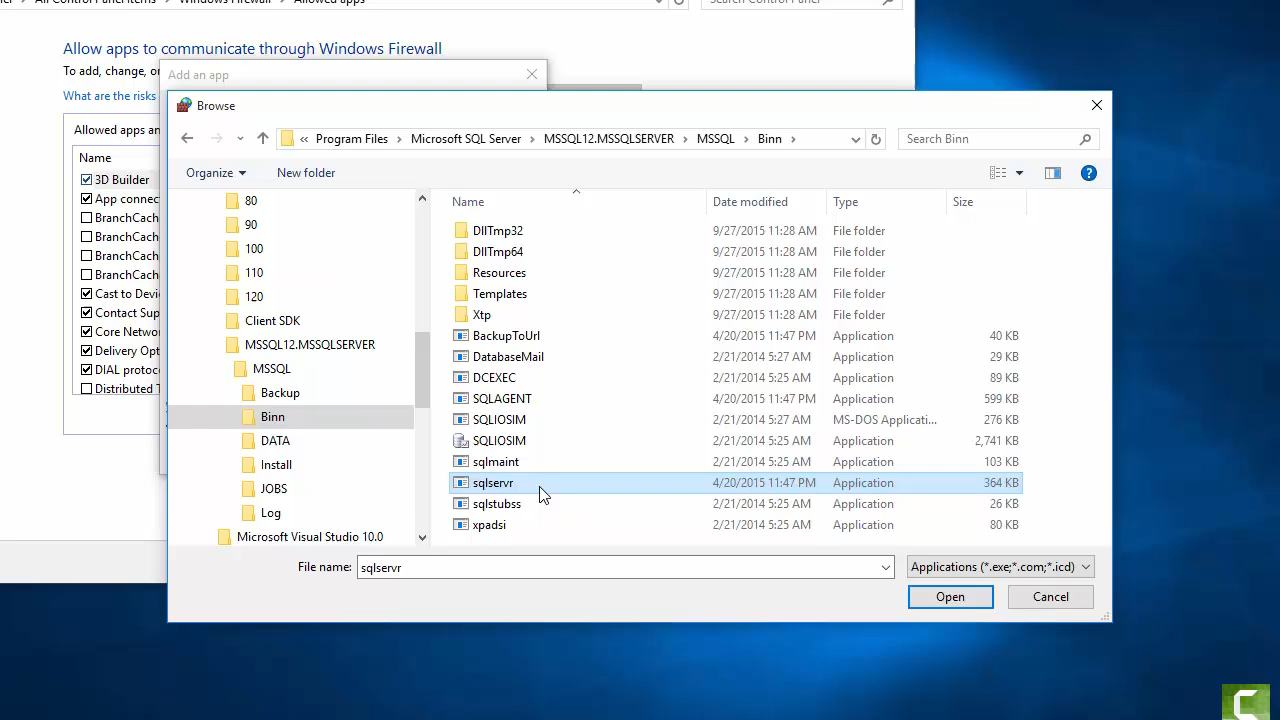 All Control Panel Items › Windows Firewall › Allowed apps
Search Control Panel
Allow apps to communicate through Windows Firewall
To add, change, or
What are the risks
Add an app
Allowed apps an
Name
3D Builder
App connec
BranchCach
BranchCach
BranchCach
BranchCach
Cast to Devi
Contact Sup
Core Netwo
Delivery Opt
DIAL protoc
Distributed T
Browse
« Program Files › Microsoft SQL Server › MSSQL12.MSSQLSERVER › MSSQL › Binn ›
Search Binn
Organize
New folder
80
90
100
110
120
Client SDK
MSSQL12.MSSQLSERVER
MSSQL
Backup
Binn
DATA
Install
JOBS
Log
Microsoft Visual Studio 10.0
Name Date modified Type Size
DllTmp32 9/27/2015 11:28 AM File folder
DllTmp64 9/27/2015 11:28 AM File folder
Resources 9/27/2015 11:28 AM File folder
Templates 9/27/2015 11:28 AM File folder
Xtp 9/27/2015 11:28 AM File folder
BackupToUrl 4/20/2015 11:47 PM Application 40 KB
DatabaseMail 2/21/2014 5:27 AM Application 29 KB
DCEXEC 2/21/2014 5:25 AM Application 89 KB
SQLAGENT 4/20/2015 11:47 PM Application 599 KB
SQLIOSIM 2/21/2014 5:27 AM MS-DOS Applicati... 276 KB
SQLIOSIM 2/21/2014 5:25 AM Application 2,741 KB
sqlmaint 2/21/2014 5:25 AM Application 103 KB
sqlservr 4/20/2015 11:47 PM Application 364 KB
sqlstubss 2/21/2014 5:25 AM Application 26 KB
xpadsi 2/21/2014 5:25 AM Application 80 KB
File name: sqlservr
Applications (*.exe;*.com;*.icd)
Open
Cancel